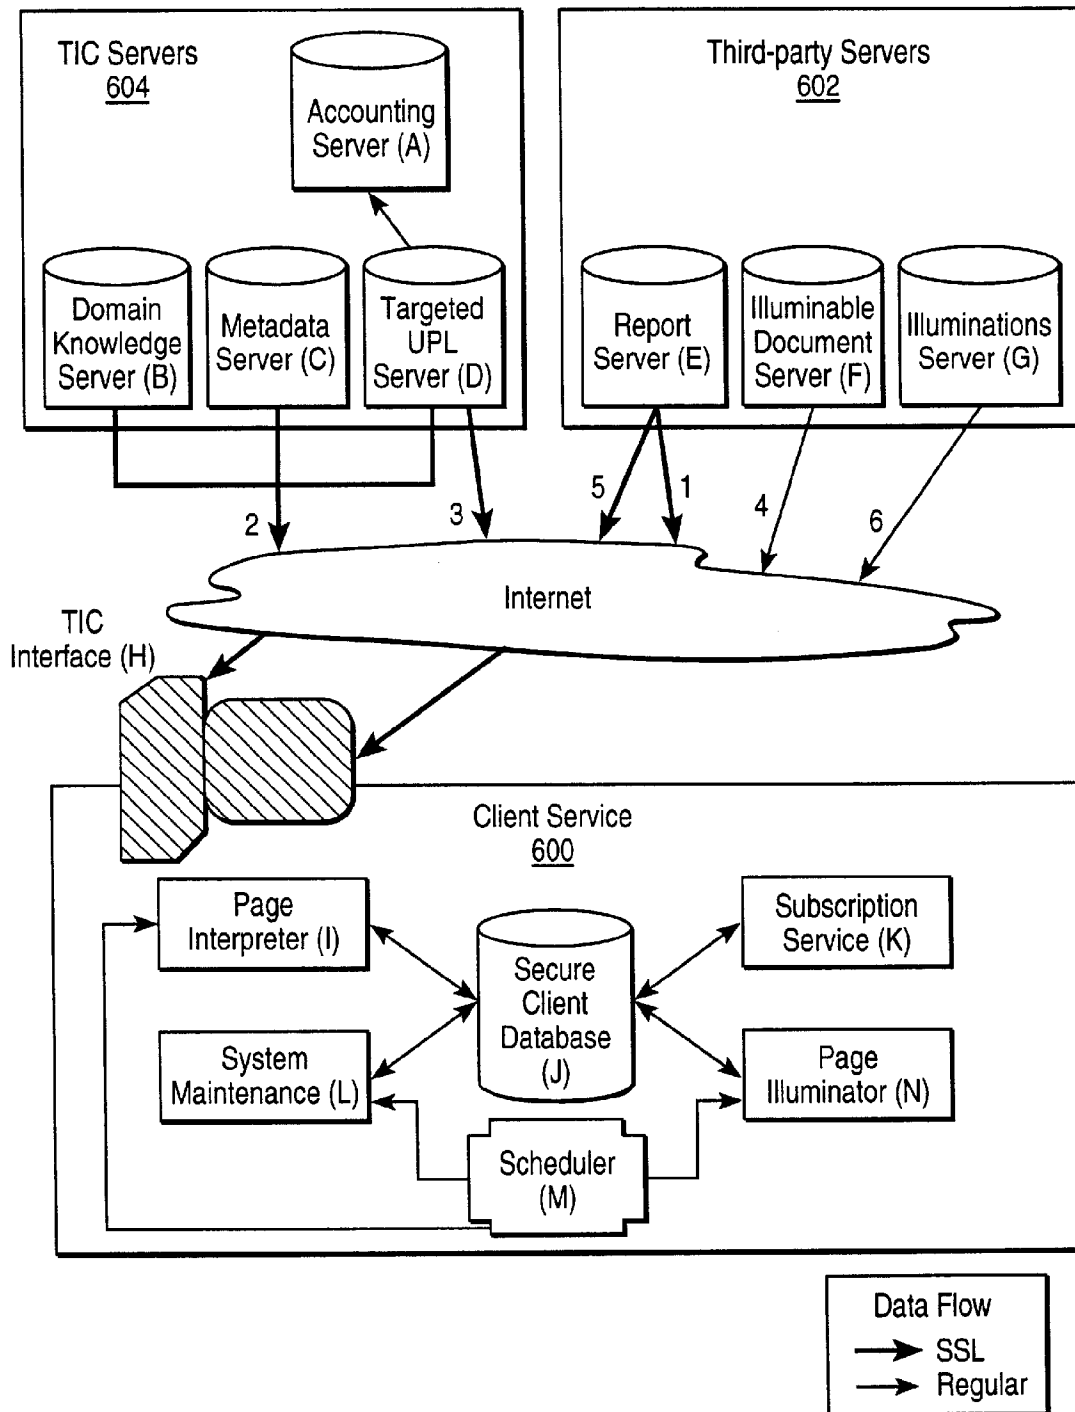 TIC Servers
604
Accounting
Server (A)
Domain
Knowledge
Server (B)
Metadata
Server (C)
Targeted
UPL
Server (D)
Third-party Servers
602
Report
Server (E)
Illuminable
Document
Server (F)
Illuminations
Server (G)
2
3
5
1
4
6
Internet
TIC
Interface (H)
Client Service
600
Page
Interpreter (I)
Secure
Client
Database
(J)
Subscription
Service (K)
System
Maintenance (L)
Page
Illuminator (N)
Scheduler
(M)
Data Flow
SSL
Regular